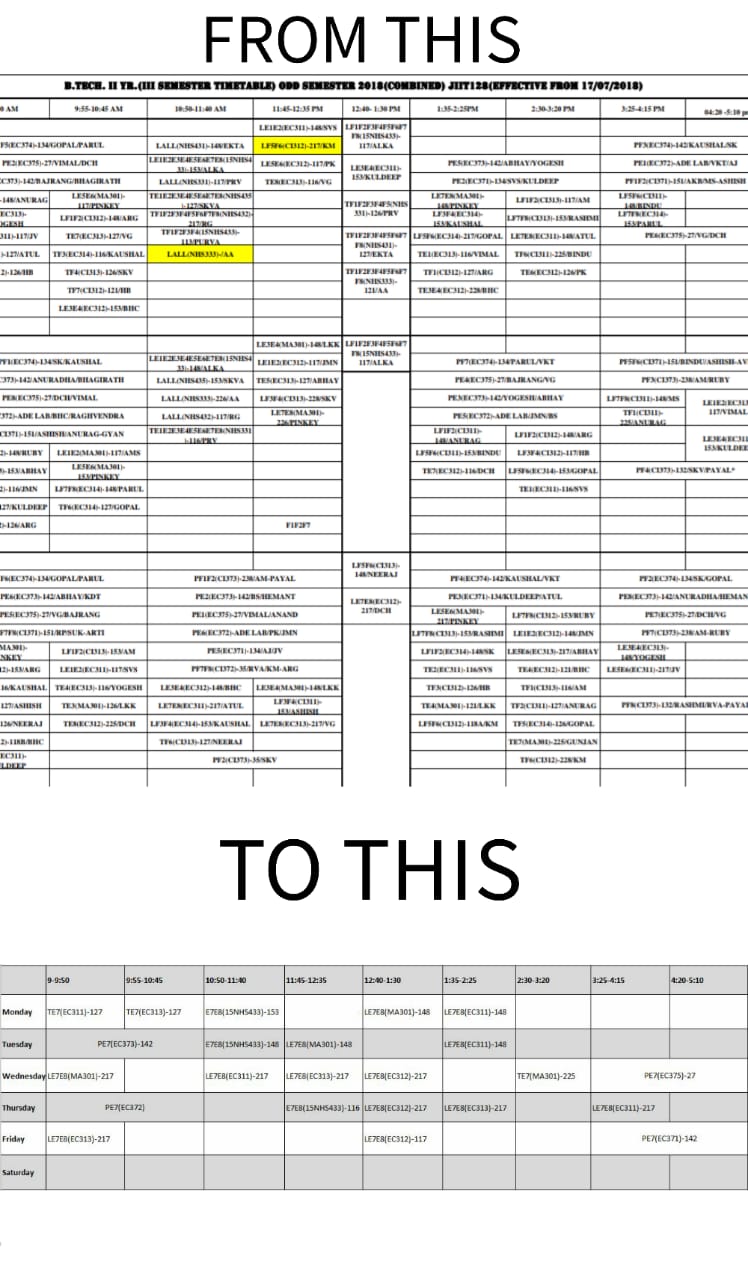 FROM THIS
B.TECH. II YR.(III SEMESTER TIMETABLE) ODD SEMESTER 2018(COMBINED) JIIT128(EFFECTIVE FROM 17/07/2018)
0 AM 9:55-10:45 AM 10:50-11:40 AM 11:45-12:35 PM 12:40- 1:30 PM 1:35-2:25PM 2:30-3:20 PM 3:25-4:15 PM 04:20 -5:10
LE1E2(EC311)-148/SVS LF1F2F3F4F5F6F7
F8(15NHS433)-
117/ALKA
F5(EC374)-134/GOPAL/PARUL LALL(NHS431)-148/EKTA LF5F6(CI312)-217/KM PF3(EC374)-142/KAUSHAL/SK
PE2(EC375)-27/VIMAL/DCH LE1E2E3E4E5E6E7E8(15NHS4
33)-153/ALKA LE5E6(EC312)-117/PK LE3E4(EC311)-
153/KULDEEP PE5(EC373)-142/ABHAY/YOGESH PE1(EC372)-ADE LAB/VKT/AJ
C373)-142/BAJRANG/BHAGIRATH LALL(NHS331)-117/PRV TE8(EC313)-116/VG PE2(EC371)-134/SVS/KULDEEP PF1F2(CI371)-151/AKB/MS-ASHISH
-148/ANURAG LE5E6(MA301)-
117/PINKEY TE1E2E3E4E5E6E7E8(NHS435
)-127/SKVA LE7E8(MA301)-
148/PINKEY LF1F2(CI313)-117/AM LF5F6(CI311)-
148/BINDU
EC313)-
OGESH LF1F2(CI312)-148/ARG TF1F2F3F4F5F6F7F8(NHS432)-
217/RG TF1F2F3F4F5(NHS
331)-126/PRV LF3F4(EC314)-
153/KAUSHAL LF7F8(CI313)-153/RASHMI LF7F8(EC314)-
153/PARUL
311)-117/JV TE7(EC313)-127/VG TF1F2F3F4(15NHS433)-
113/PURVA TF1F2F3F4F5F6F7
F8(NHS431)-
127/EKTA LF5F6(EC314)-217/GOPAL LE7E8(EC311)-148/ATUL PE6(EC375)-27/VG/DCH
)-127/ATUL TF3(EC314)-116/KAUSHAL LALL(NHS333)-/AA TE1(EC313)-116/VIMAL TF6(CI311)-225/BINDU
2)-126/HB TF4(CI313)-126/SKV TF1F2F3F4F5F6F7
F8(NHS333)-
121/AA TF1(CI312)-127/ARG TE6(EC312)-126/PK
TF7(CI312)-121/HB TE3E4(EC312)-228/BHC
LE3E4(EC312)-153/BHC
LE3E4(MA301)-148/LKK LF1F2F3F4F5F6F7
F8(15NHS433)-
117/ALKA
PF1(EC374)-134/SK/KAUSHAL LE1E2E3E4E5E6E7E8(15NHS4
33)-148/ALKA LE1E2(EC312)-117/JMN PF7(EC374)-134/PARUL/VKT PF5F6(CI371)-151/BINDU/ASHISH-AV
C373)-142/ANURADHA/BHAGIRATH LALL(NHS435)-153/SKVA TE5(EC313)-127/ABHAY PE4(EC375)-27/BAJRANG/VG PF3(CI373)-238/AM/RUBY
PE8(EC375)-27/DCH/VIMAL LALL(NHS333)-226/AA LF3F4(CI313)-228/SKV PE3(EC373)-142/YOGESH/ABHAY LF7F8(CI311)-148/MS LE1E2(EC313
117/VIMAL
372)-ADE LAB/BHC/RAGHVENDRA LALL(NHS432)-117/RG LE7E8(MA301)-
226/PINKEY PE5(EC372)-ADE LAB/JMN/BS TF1(CI311)-
225/ANURAG
CI371)-151/ASHISH/ANURAG-GYAN TE1E2E3E4E5E6E7E8(NHS331
)-116/PRV LF1F2(CI311)-
148/ANURAG LF1F2(CI312)-148/ARG LE3E4(EC311
153/KULDEE
2)-148/RUBY LE1E2(MA301)-117/AMS LF5F6(CI311)-153/BINDU LF3F4(CI312)-117/HB
)-153/ABHAY LE5E6(MA301)-
153/PINKEY TE7(EC312)-116/DCH LF5F6(EC314)-153/GOPAL PF4(CI373)-132/SKV/PAYAL*
2)-116/JMN LF7F8(EC314)-148/PARUL TE1(EC311)-116/SVS
127/KULDEEP TF6(EC314)-127/GOPAL
)-126/ARG F1F2F7
LF5F6(CI313)-
148/NEERAJ
F6(EC374)-134/GOPAL/PARUL PF1F2(CI373)-238/AM-PAYAL PF4(EC374)-142/KAUSHAL/VKT PF2(EC374)-134/SK/GOPAL
PE6(EC373)-142/ABHAY/KDT PE2(EC373)-142/BS/HEMANT LE7E8(EC312)-
217/DCH PE3(EC371)-134/KULDEEP/ATUL PE8(EC373)-142/ANURADHA/HEMAN
PE5(EC375)-27/VG/BAJRANG PE1(EC375)-27/VIMAL/ANAND LE5E6(MA301)-
217/PINKEY LF7F8(CI312)-153/RUBY PE7(EC375)-27/DCH/VG
F7F8(CI371)-151/RP/SUK-ARTI PE6(EC372)-ADE LAB/PK/JMN LF7F8(CI313)-153/RASHMI LE1E2(EC312)-148/JMN PF7(CI373)-238/AM-RUBY
MA301)-
NKEY LF1F2(CI313)-153/AM PE5(EC371)-134/AJ/JV LF1F2(CI311)-148/SK LE5E6(EC313)-217/ABHAY LE3E4(EC313)-
148/YOGESH
12)-153/ARG LE1E2(EC311)-117/SVS PF7F8(CI372)-35/RVA/KM-ARG TE2(EC311)-116/SVS TE4(EC312)-121/BHC LE5E6(EC311)-217/JV
16/KAUSHAL TE4(EC313)-116/YOGESH LE3E4(EC312)-148/BHC LE3E4(MA301)-148/LKK TF3(CI312)-126/HB TF1(CI313)-116/AM
127/ASHISH TE3(MA301)-126/LKK LE7E8(EC311)-217/ATUL LF3F4(CI311)-
153/ASHISH TE4(MA301)-121/LKK TF2(CI311)-127/ANURAG PF8(CI373)-132/RASHMI/RVA-PAYA
126/NEERAJ TE8(EC312)-225/DCH LF3F4(EC314)-153/KAUSHAL LE7E8(EC313)-217/VG LF5F6(CI312)-118A/KM TF5(EC314)-126/GOPAL
2)-118B/BHC TF6(CI313)-127/NEERAJ TE7(MA301)-225/GUNJAN
EC311)-
LDEEP PF2(CI373)-35/SKV TF6(CI312)-228/KM
TO THIS
9-9:50 9:55-10:45 10:50-11:40 11:45-12:35 12:40-1:30 1:35-2:25 2:30-3:20 3:25-4:15 4:20-5:10
Monday TE7(EC311)-127 TE7(EC313)-127 E7E8(15NHS433)-153 LE7E8(MA301)-148 LE7E8(EC311)-148
Tuesday PE7(EC373)-142 E7E8(15NHS433)-148 LE7E8(MA301)-148 LE7E8(EC311)-148
Wednesday LE7E8(MA301)-217 LE7E8(EC311)-217 LE7E8(EC313)-217 LE7E8(EC312)-217 TE7(MA301)-225 PE7(EC375)-27
Thursday PE7(EC372) E7E8(15NHS433)-116 LE7E8(EC312)-217 LE7E8(EC313)-217 LE7E8(EC311)-217
Friday LE7E8(EC313)-217 LE7E8(EC312)-117 PE7(EC371)-142
Saturday